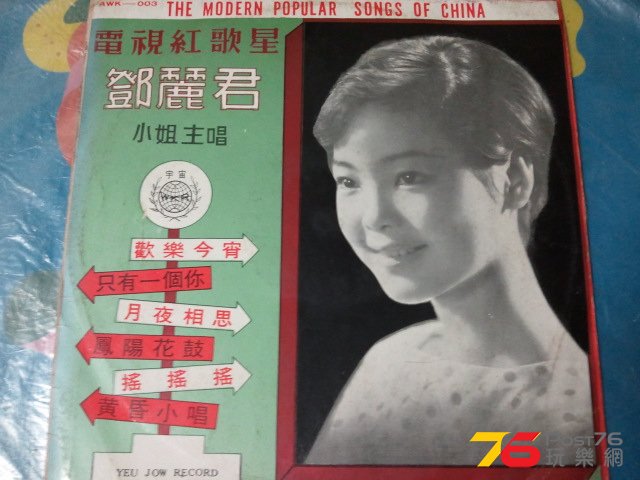 AWK—003
THE MODERN POPULAR SONGS OF CHINA
電視紅歌星
鄧麗君
小姐主唱
宇宙
WKR
歡樂今宵
只有一個你
月夜相思
鳳陽花鼓
搖搖搖
黄昏小唱
YEU JOW RECORD
76 Post76
玩樂網